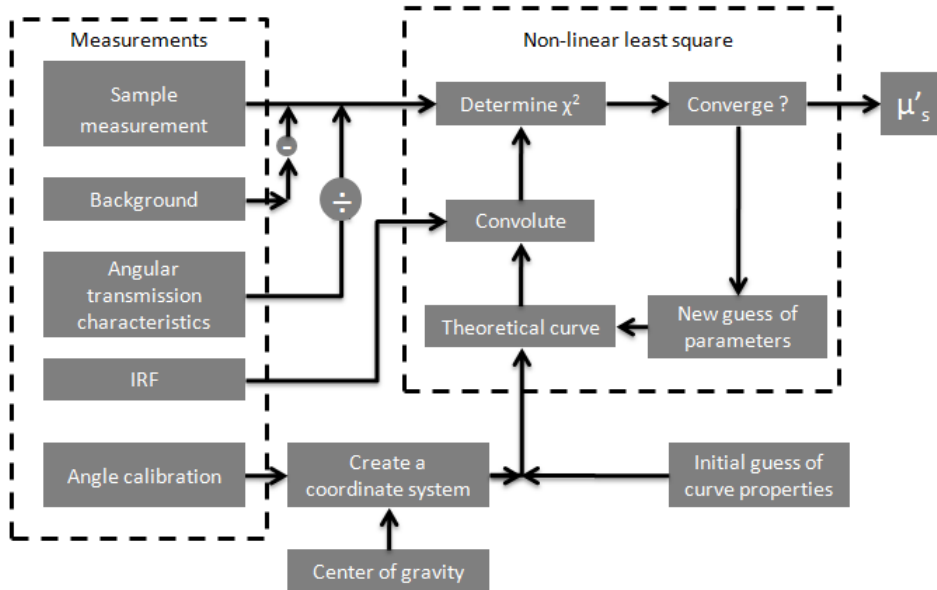 Measurements
Sample
measurement
-
Background
÷
Angular
transmission
characteristics
IRF
Angle calibration
Non-linear least square
Determine χ²
Converge ?
μ′s
Convolute
Theoretical curve
New guess of
parameters
Create a
coordinate system
Initial guess of
curve properties
Center of gravity